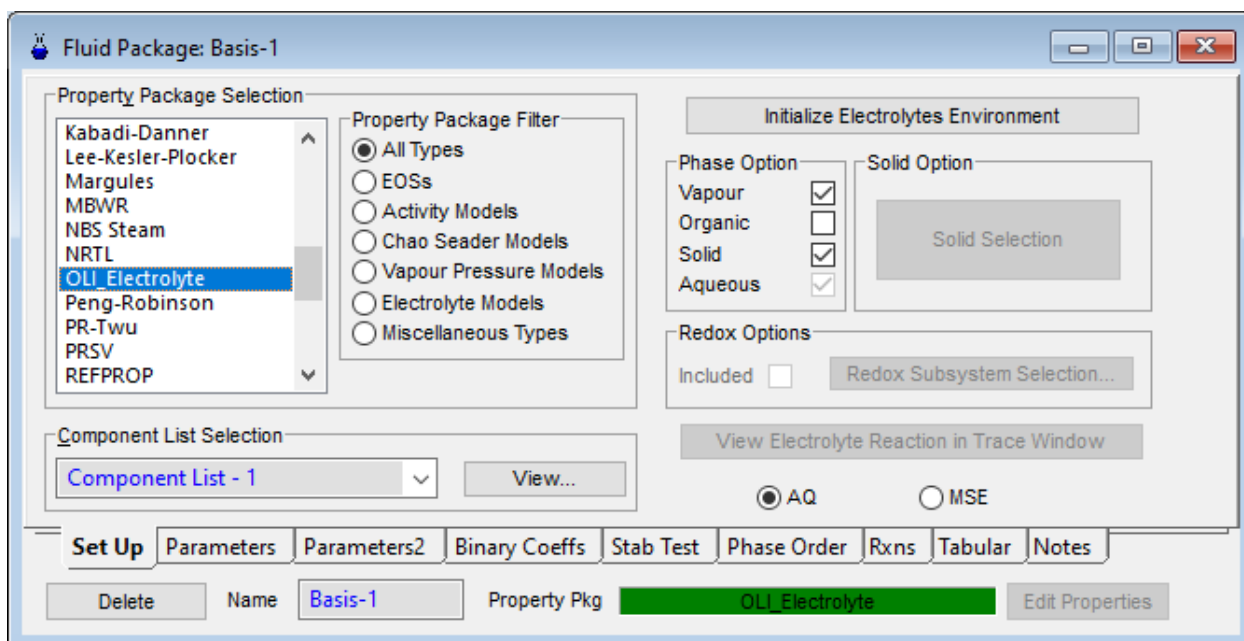 Fluid Package: Basis-1
Property Package Selection
Kabadi-Danner
Lee-Kesler-Plocker
Margules
MBWR
NBS Steam
NRTL
OLI_Electrolyte
Peng-Robinson
PR-Twu
PRSV
REFPROP
Property Package Filter
All Types
EOSs
Activity Models
Chao Seader Models
Vapour Pressure Models
Electrolyte Models
Miscellaneous Types
Initialize Electrolytes Environment
Phase Option
Vapour
Organic
Solid
Aqueous
Solid Option
Solid Selection
Redox Options
Included
Redox Subsystem Selection...
Component List Selection
Component List - 1
View...
View Electrolyte Reaction in Trace Window
AQ
MSE
Set Up
Parameters
Parameters2
Binary Coeffs
Stab Test
Phase Order
Rxns
Tabular
Notes
Delete
Name
Basis-1
Property Pkg
OLI_Electrolyte
Edit Properties